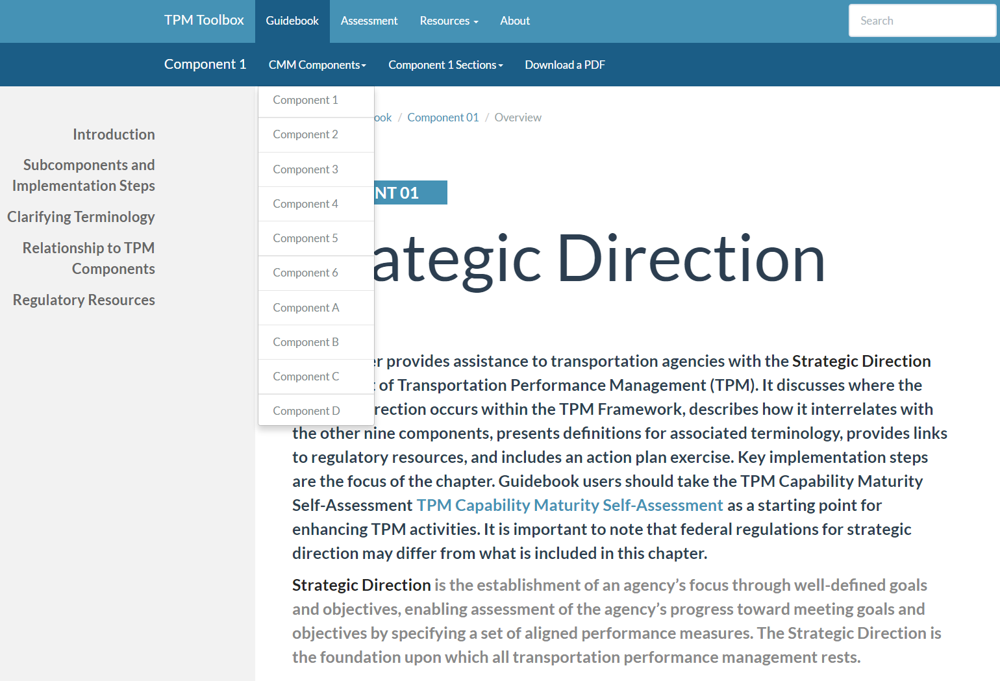 TPM Toolbox Guidebook Assessment Resources About Search
Component 1 CMM Components Component 1 Sections Download a PDF
Introduction
Subcomponents and
Implementation Steps
Clarifying Terminology
Relationship to TPM
Components
Regulatory Resources
Component 1
Component 2
Component 3
Component 4
Component 5
Component 6
Component A
Component B
Component C
Component D
/ Component 01 / Overview
01
Direction
provides assistance to transportation agencies with the Strategic Direction
of Transportation Performance Management (TPM). It discusses where the
occurs within the TPM Framework, describes how it interrelates with
the other nine components, presents definitions for associated terminology, provides links
to regulatory resources, and includes an action plan exercise. Key implementation steps
are the focus of the chapter. Guidebook users should take the TPM Capability Maturity
Self-Assessment TPM Capability Maturity Self-Assessment as a starting point for
enhancing TPM activities. It is important to note that federal regulations for strategic
direction may differ from what is included in this chapter.
Strategic Direction is the establishment of an agency’s focus through well-defined goals
and objectives, enabling assessment of the agency’s progress toward meeting goals and
objectives by specifying a set of aligned performance measures. The Strategic Direction is
the foundation upon which all transportation performance management rests.